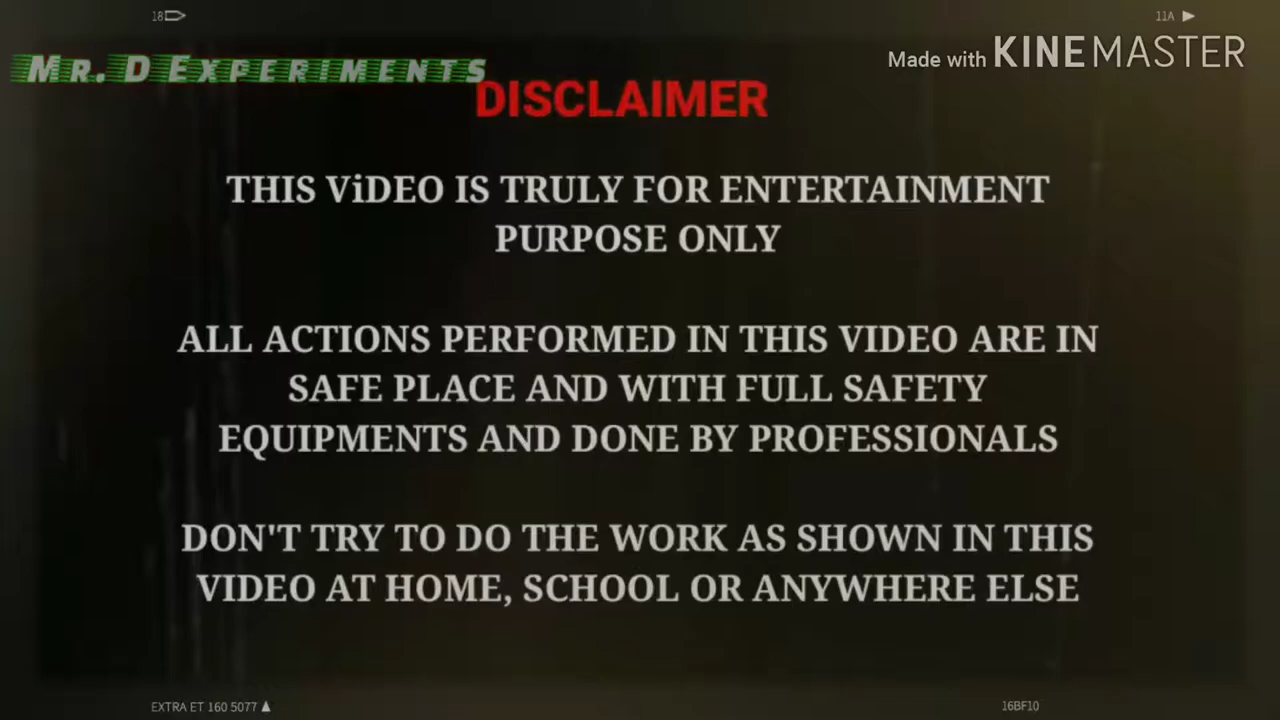 18
11A
Mr. D Experiments
Made with KINEMASTER
DISCLAIMER
THIS ViDEO IS TRULY FOR ENTERTAINMENT
PURPOSE ONLY
ALL ACTIONS PERFORMED IN THIS VIDEO ARE IN
SAFE PLACE AND WITH FULL SAFETY
EQUIPMENTS AND DONE BY PROFESSIONALS
DON'T TRY TO DO THE WORK AS SHOWN IN THIS
VIDEO AT HOME, SCHOOL OR ANYWHERE ELSE
EXTRA ET 160 5077
16BF10